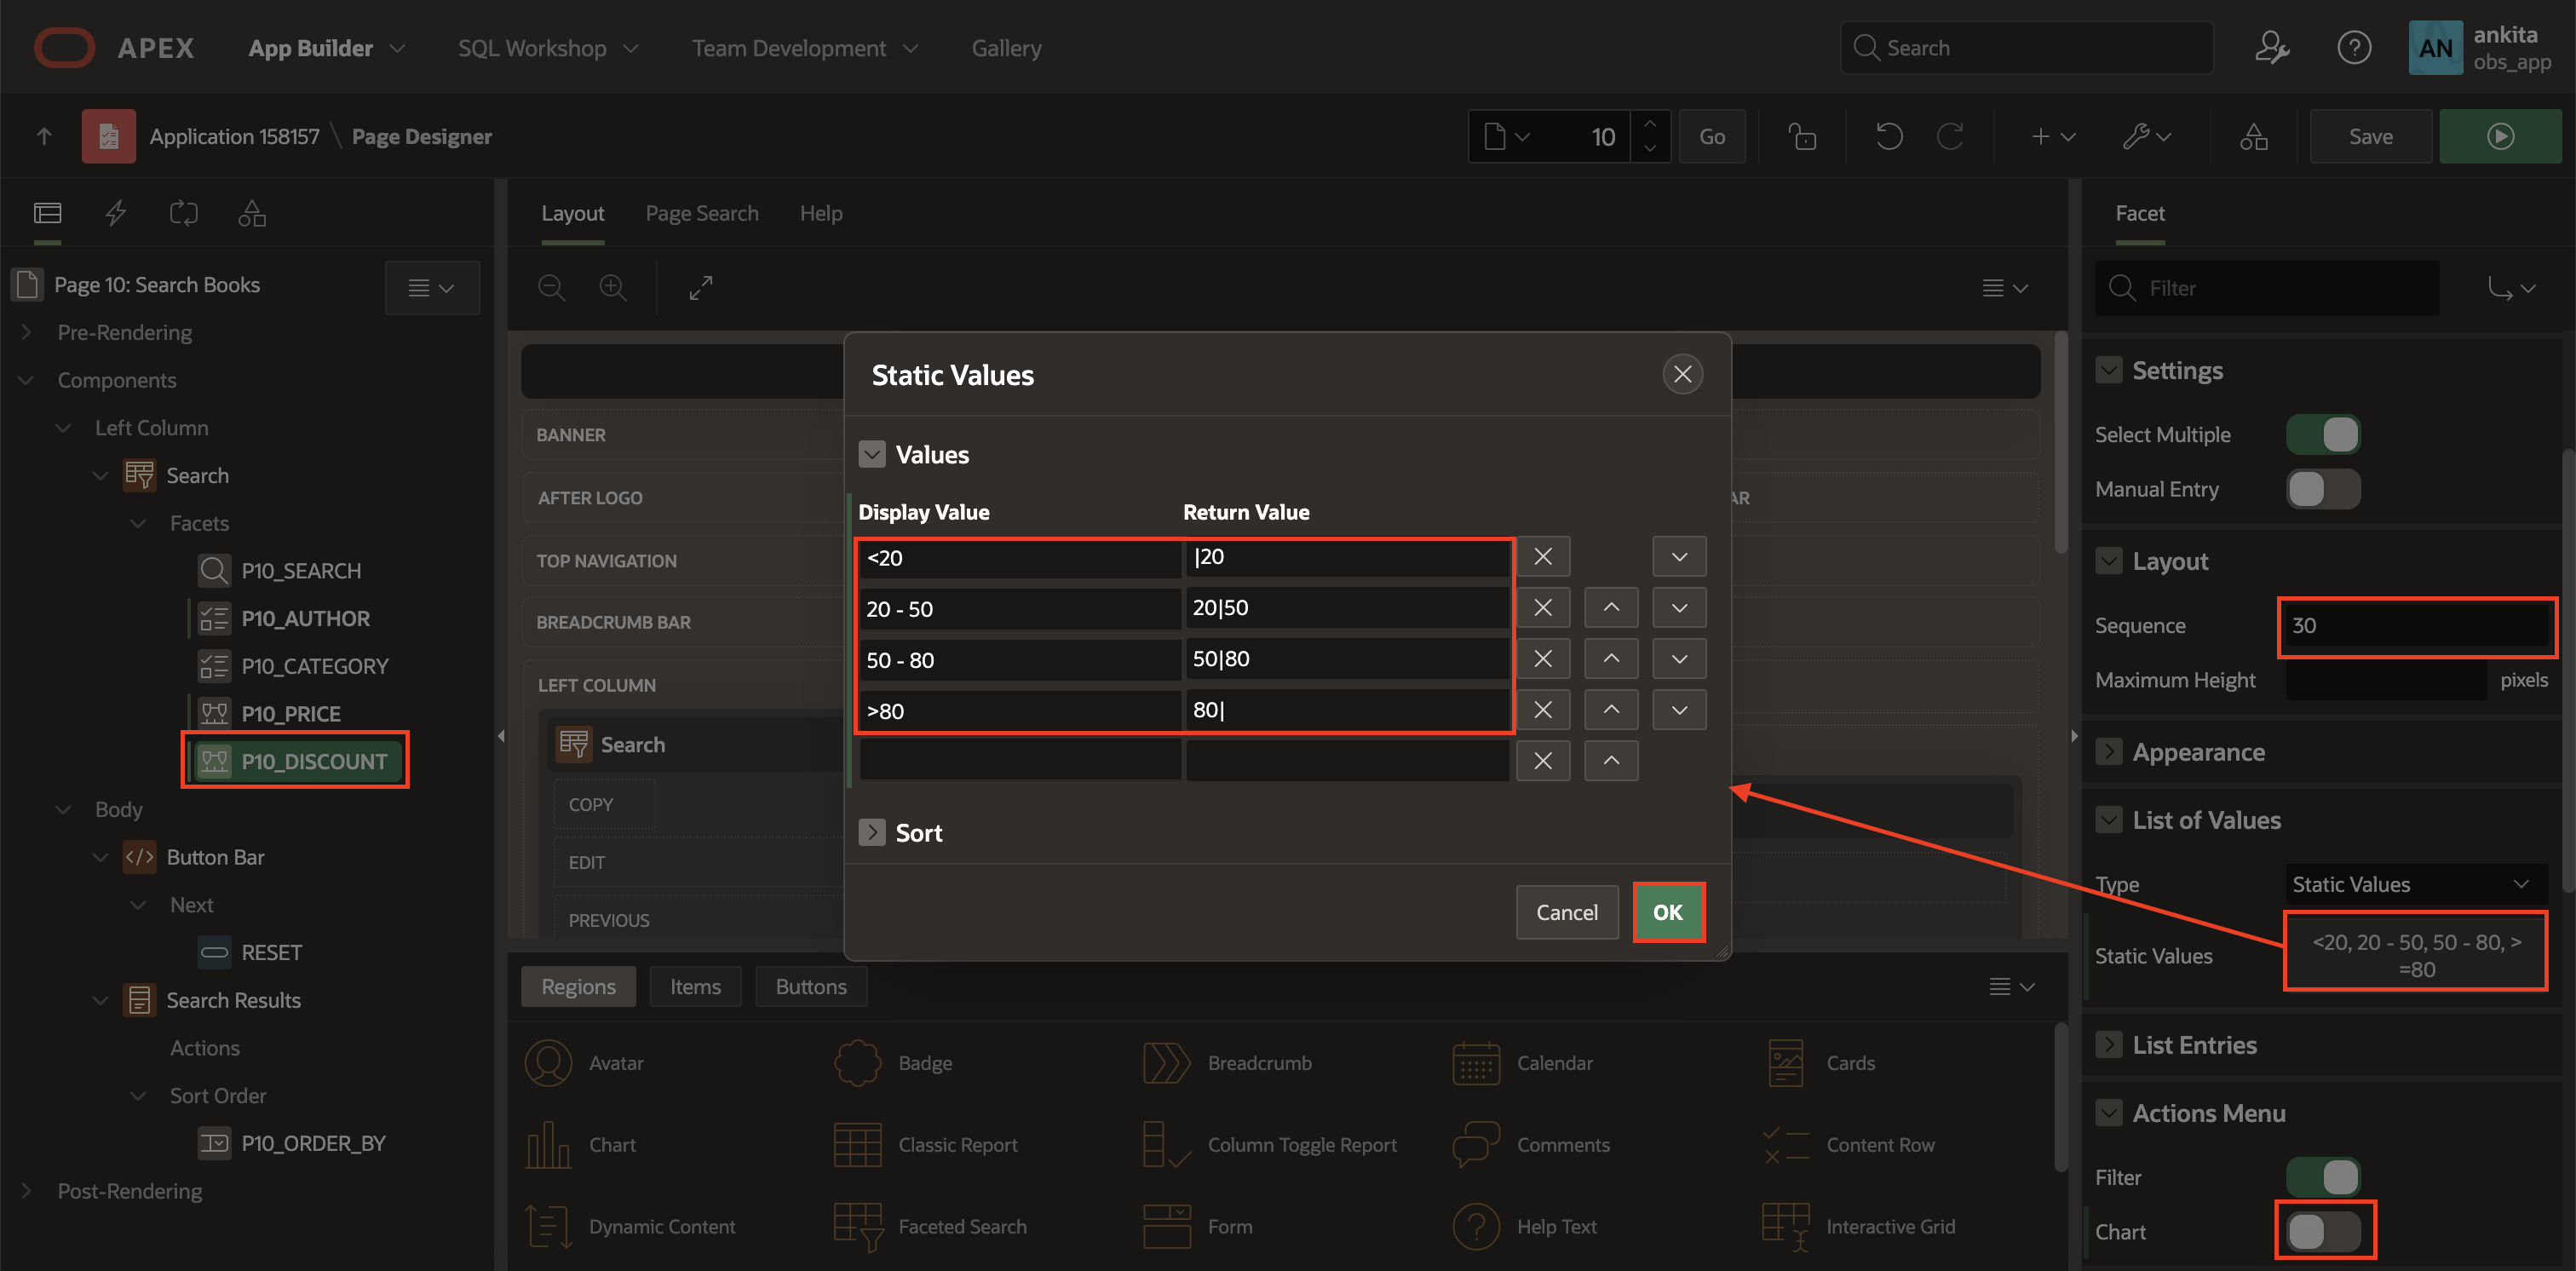 APEX App Builder SQL Workshop Team Development Gallery Search AN ankita
obs_app
Application 158157 \ Page Designer 10 Go Save
Layout Page Search Help
Facet
Page 10: Search Books
Filter
Pre-Rendering
Components
Left Column
Search
Facets
P10_SEARCH
P10_AUTHOR
P10_CATEGORY
P10_PRICE
P10_DISCOUNT
Body
Button Bar
Next
RESET
Search Results
Actions
Sort Order
P10_ORDER_BY
Post-Rendering
BANNER
AFTER LOGO
AR
TOP NAVIGATION
BREADCRUMB BAR
LEFT COLUMN
Search
COPY
EDIT
PREVIOUS
Static Values
Values
Display Value Return Value
<20 |20
20 - 50 20|50
50 - 80 50|80
>80 80|
Sort
Cancel OK
Regions Items Buttons
Avatar Badge Breadcrumb Calendar Cards
Chart Classic Report Column Toggle Report Comments Content Row
Dynamic Content Faceted Search Form Help Text Interactive Grid
Settings
Select Multiple
Manual Entry
Layout
Sequence 30
Maximum Height pixels
Appearance
List of Values
Type Static Values
Static Values <20, 20 - 50, 50 - 80, >
=80
List Entries
Actions Menu
Filter
Chart